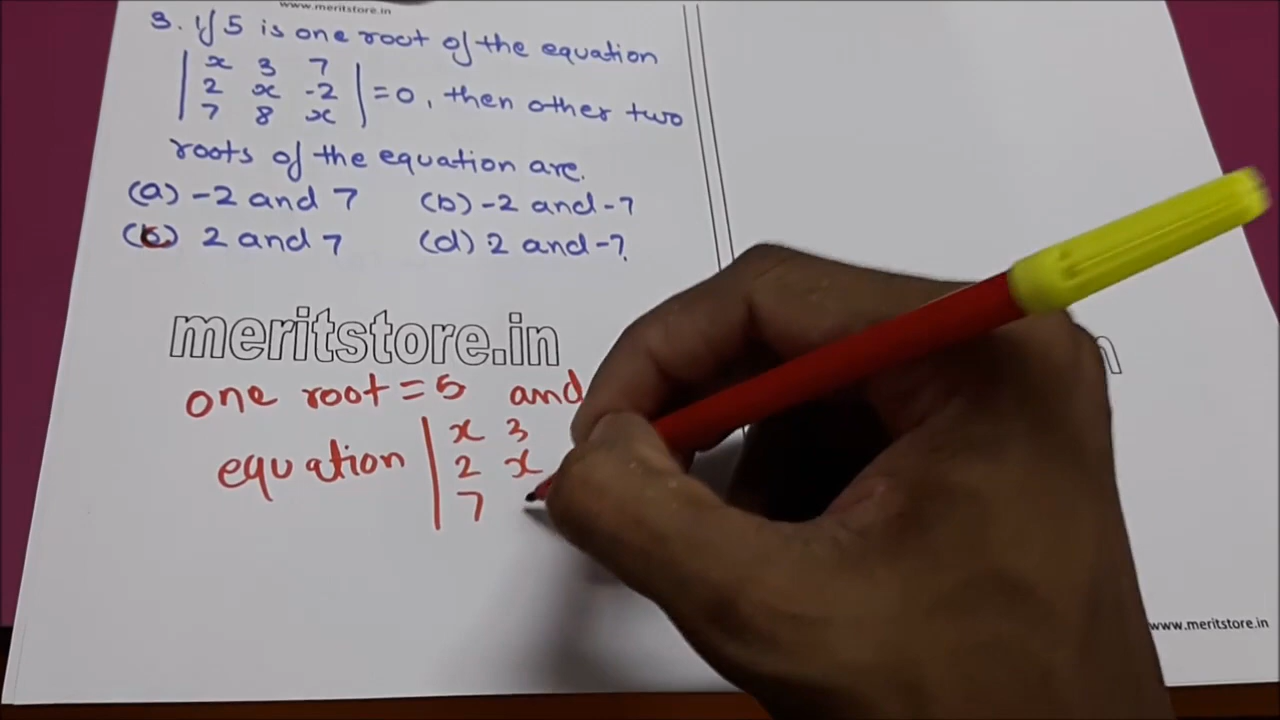 www.meritstore.in
3. If 5 is one root of the equation
| x 3 7 |
| 2 x -2 | = 0, then other two
| 7 8 x |
roots of the equation are.
(a) -2 and 7 (b) -2 and -7
(c) 2 and 7 (d) 2 and -7.
meritstore.in
one root = 5 and
equation | x 3
2 x
7
www.meritstore.in